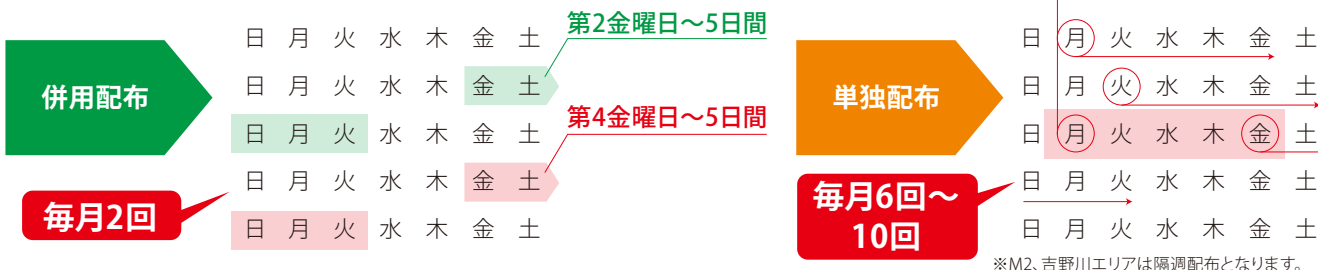 併用配布
日 月 火 水 木 金 土
日 月 火 水 木 金 土
日 月 火 水 木 金 土
日 月 火 水 木 金 土
日 月 火 水 木 金 土
第2金曜日～5日間
第4金曜日～5日間
毎月2回
単独配布
日 月 火 水 木 金 土
日 月 火 水 木 金 土
日 月 火 水 木 金 土
日 月 火 水 木 金 土
日 月 火 水 木 金 土
毎月6回～
10回
※M2、吉野川エリアは隔週配布となります。